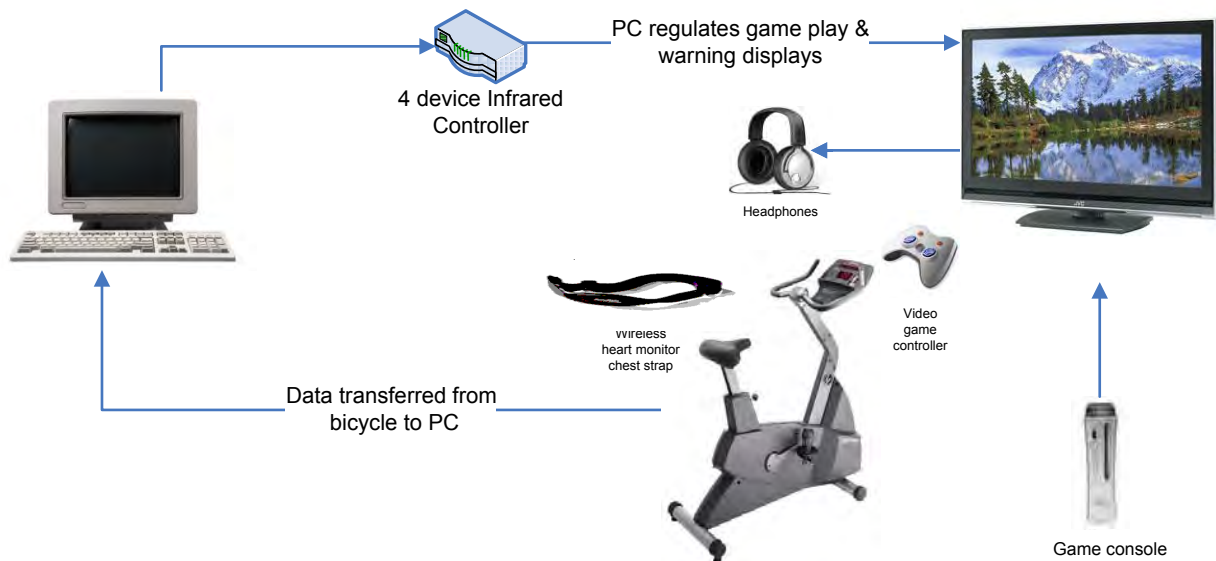 PC regulates game play &
warning displays
4 device Infrared
Controller
Headphones
JVC
Video
game
controller
Wireless
heart monitor
chest strap
Data transferred from
bicycle to PC
Game console